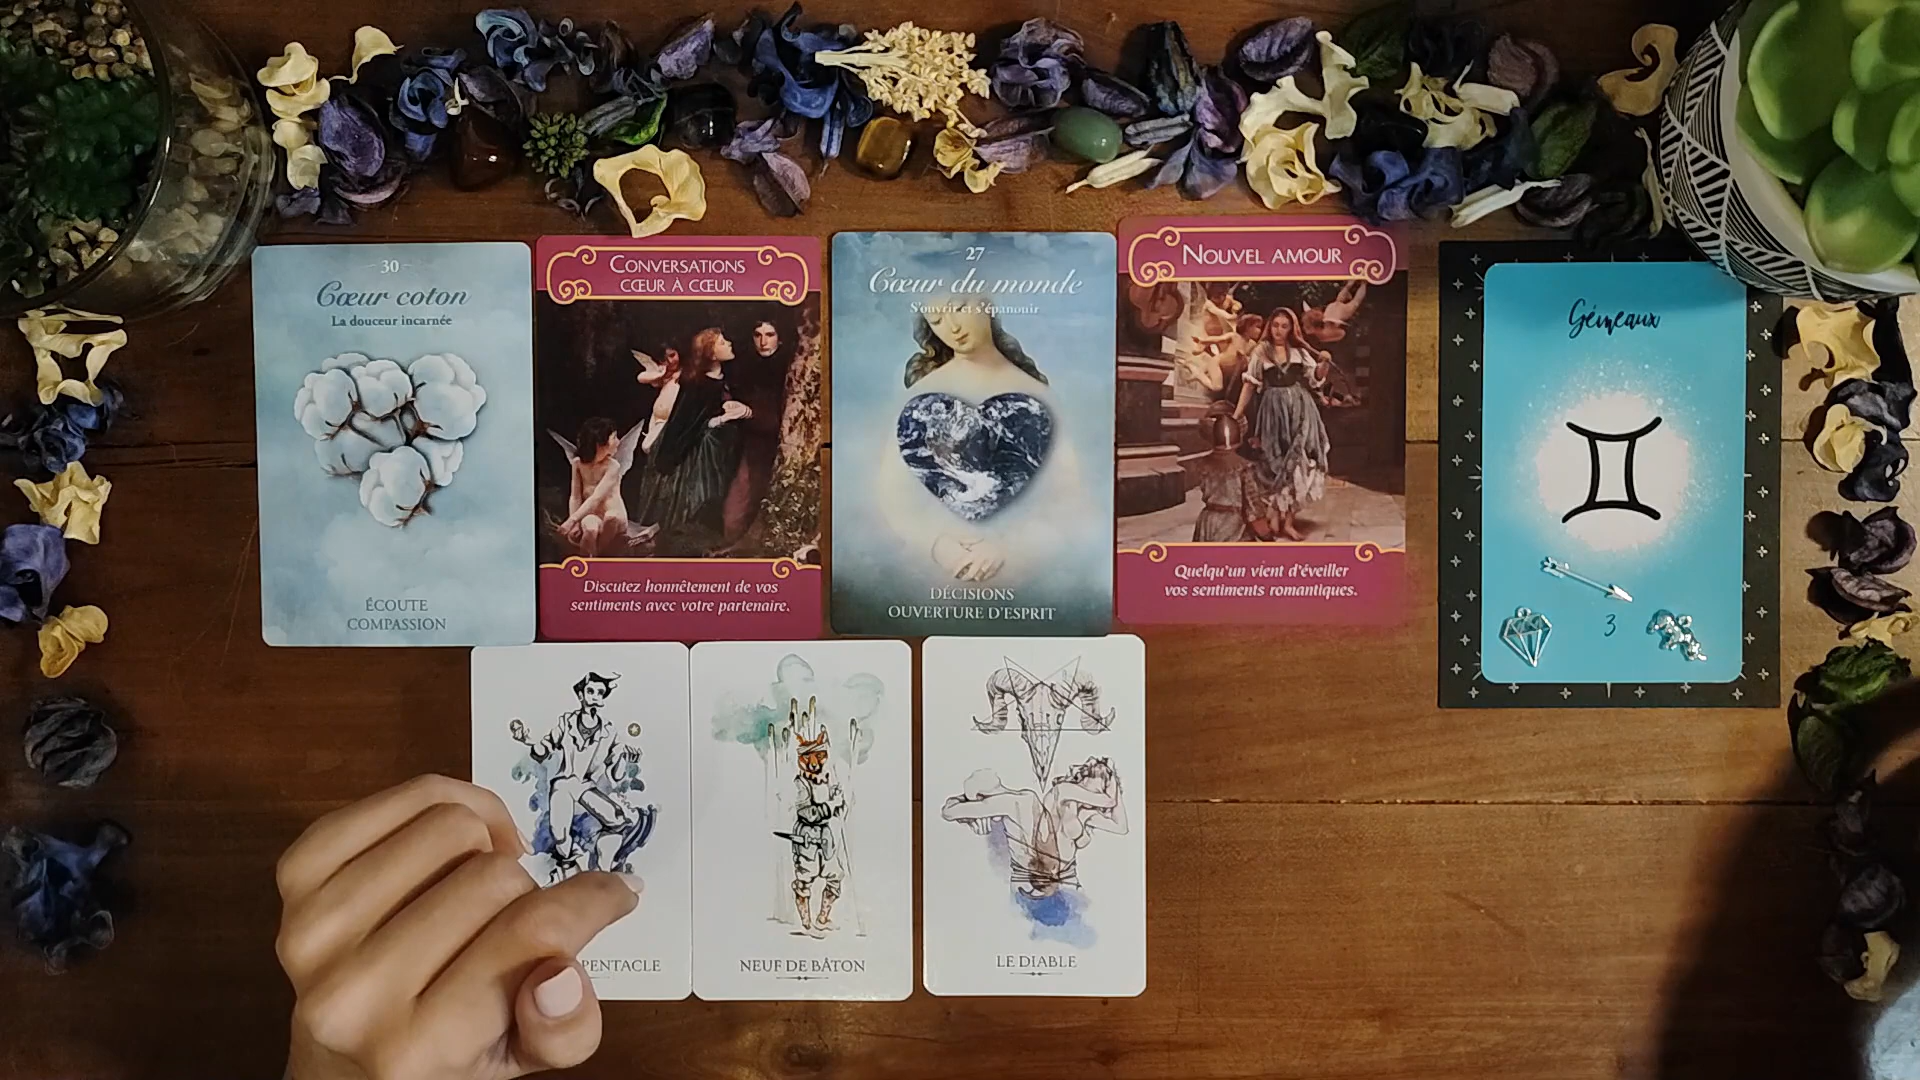 30
Cœur coton
La douceur incarnée
ÉCOUTE
COMPASSION
CONVERSATIONS
CŒUR À CŒUR
Discutez honnêtement de vos
sentiments avec votre partenaire.
27
Cœur du monde
S'ouvrir et s'épanouir
DÉCISIONS
OUVERTURE D'ESPRIT
NOUVEL AMOUR
Quelqu'un vient d'éveiller
vos sentiments romantiques.
Gémeaux
3
PENTACLE
NEUF DE BÂTON
LE DIABLE